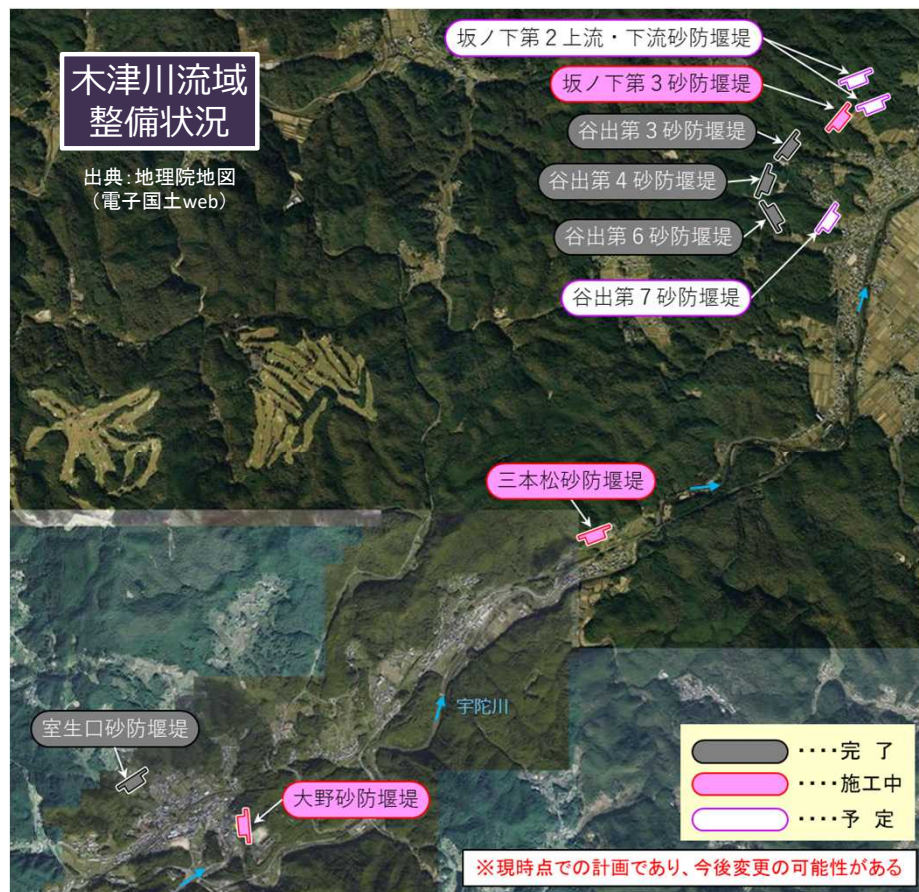 木津川流域
整備状況
出典：地理院地図
（電子国土web）
坂ノ下第２上流・下流砂防堰堤
坂ノ下第３砂防堰堤
谷出第３砂防堰堤
谷出第４砂防堰堤
谷出第６砂防堰堤
谷出第７砂防堰堤
三本松砂防堰堤
宇陀川
室生口砂防堰堤
大野砂防堰堤
････完 了
････施工中
････予 定
※現時点での計画であり、今後変更の可能性がある